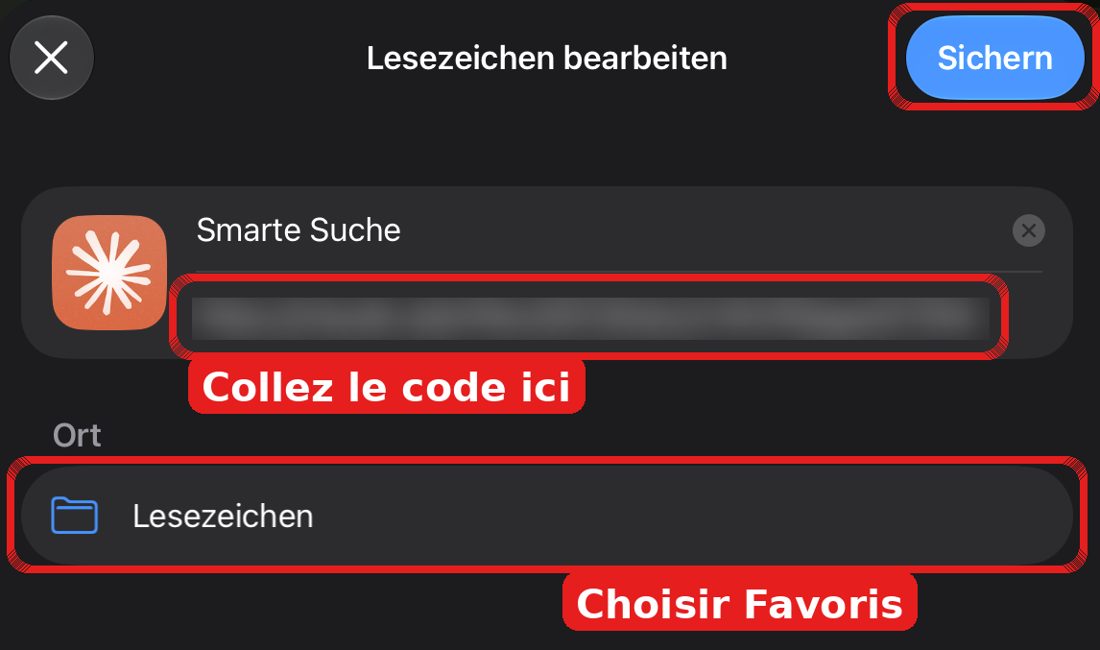 Lesezeichen bearbeiten
Sichern
Smarte Suche
Collez le code ici
Ort
Lesezeichen
Choisir Favoris